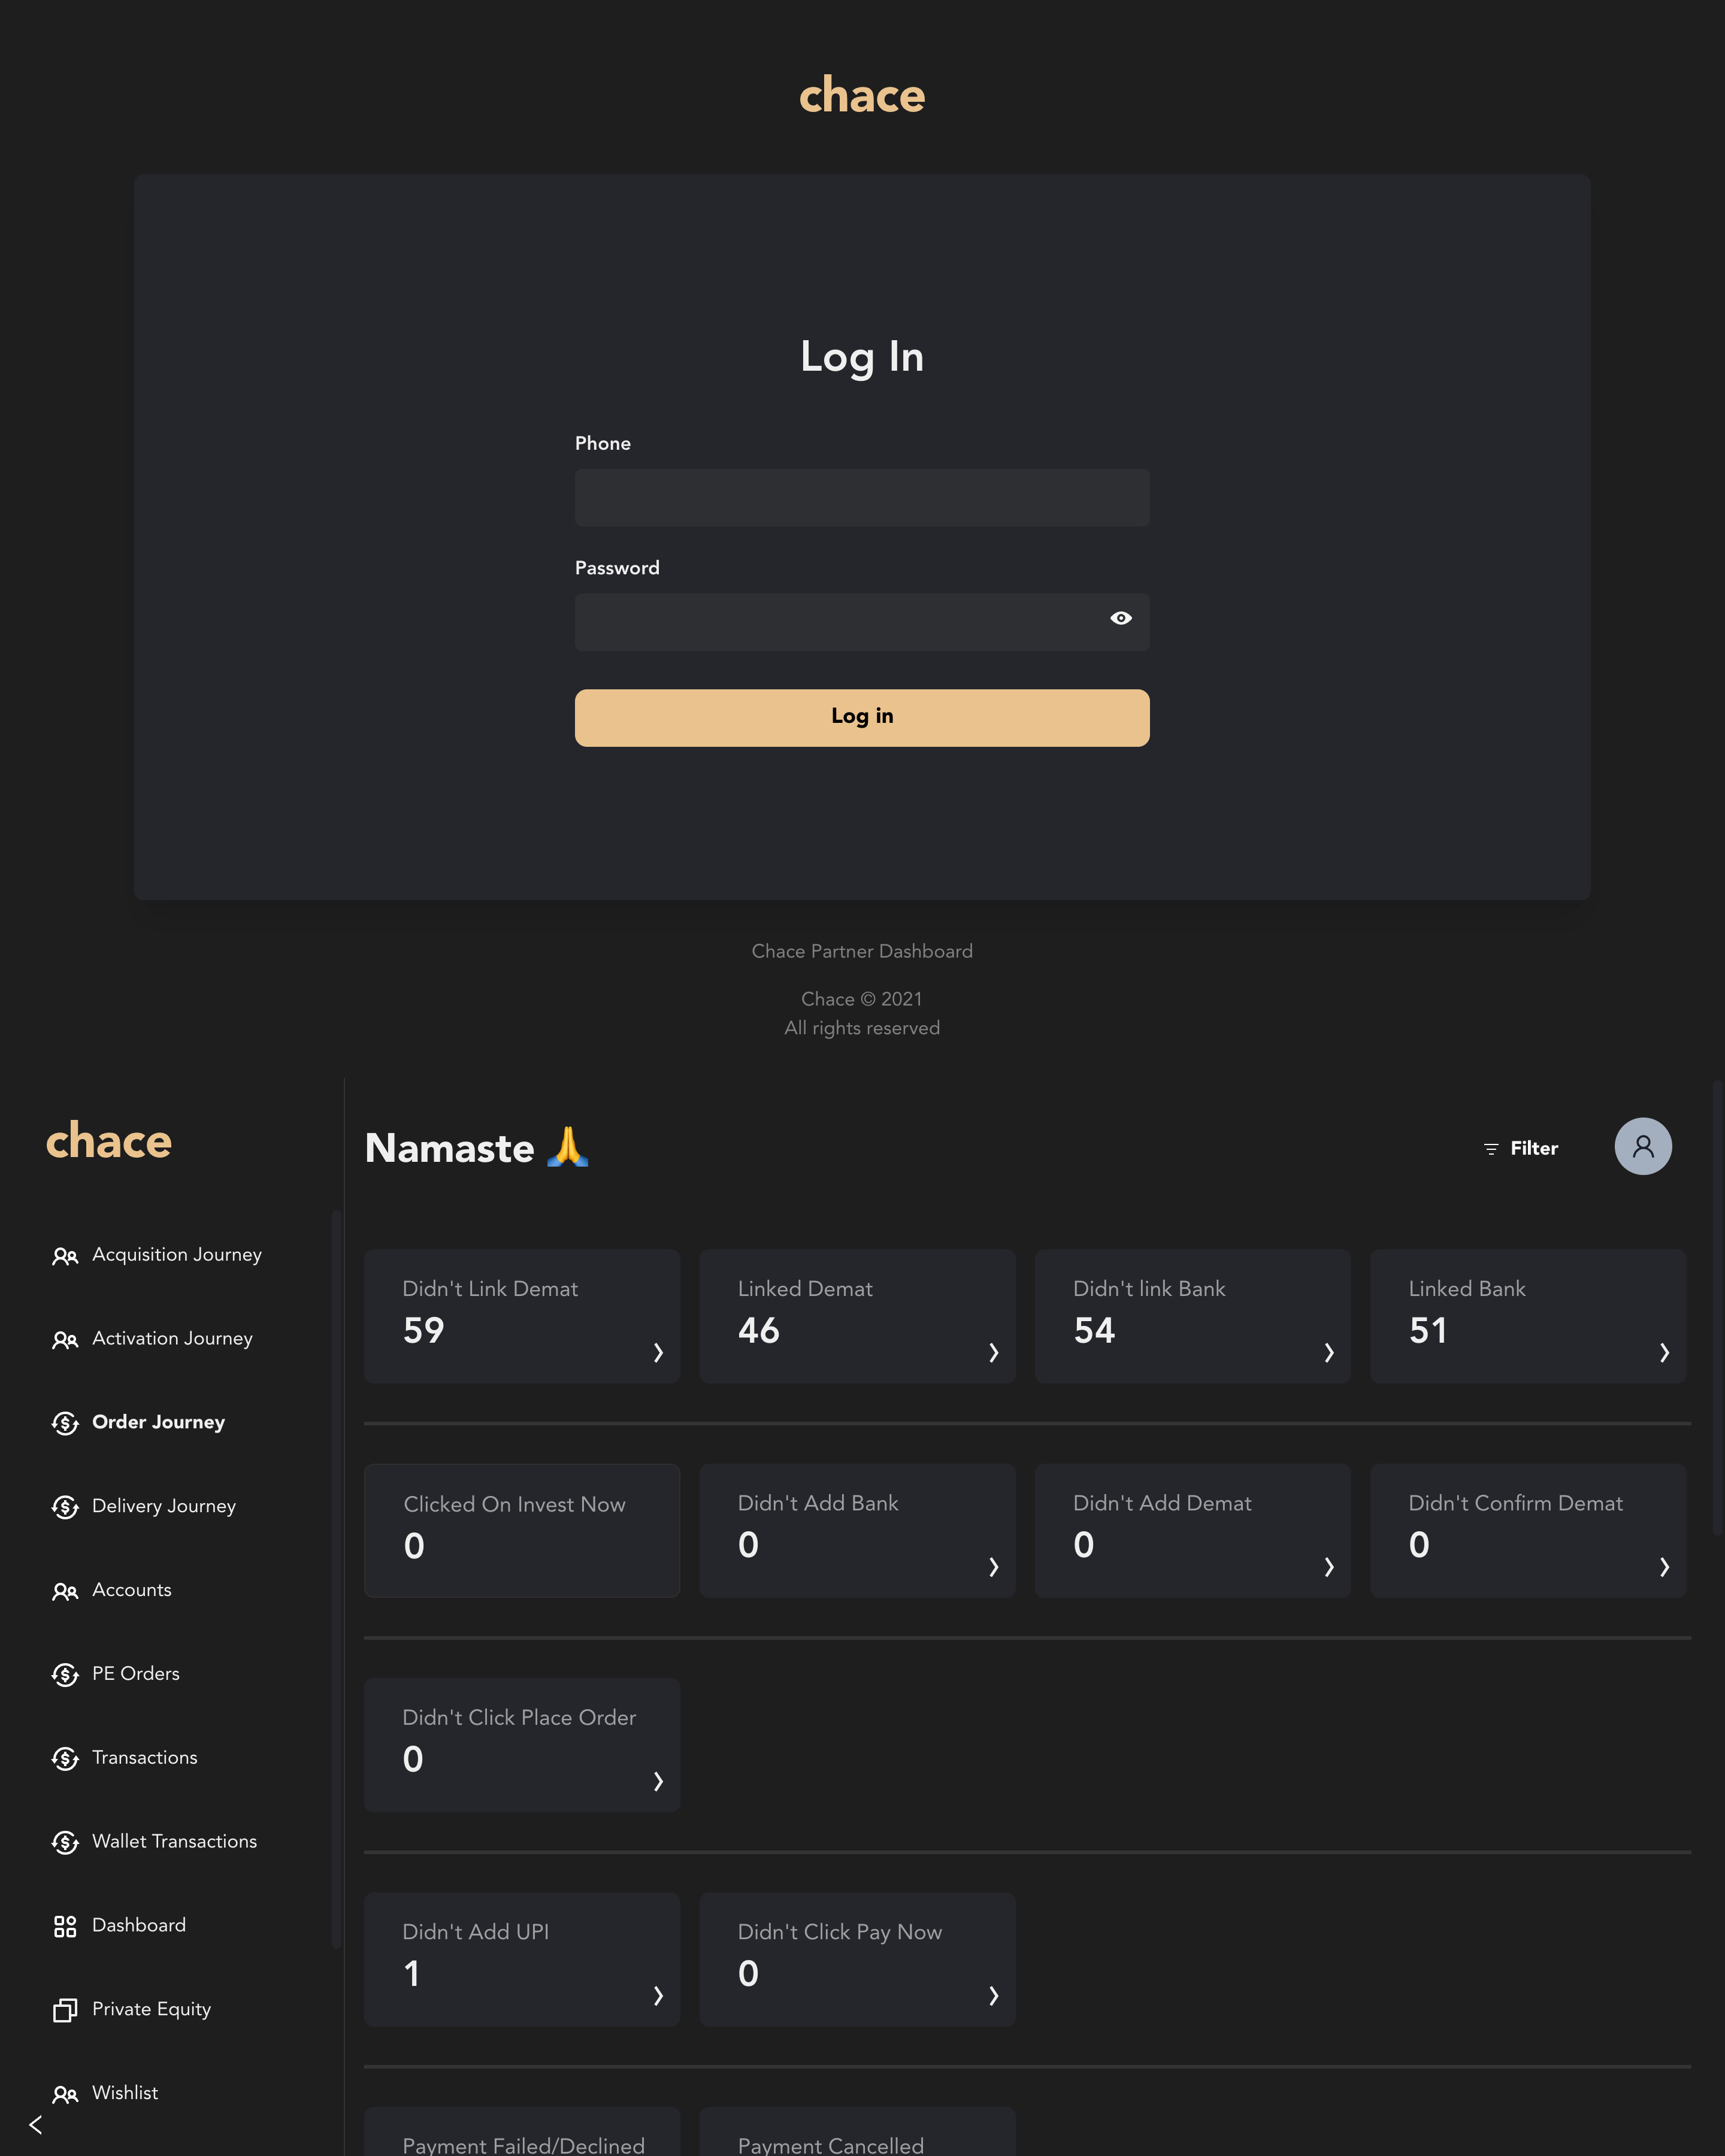 chace
Log In
Phone
Password
Log in
Chace Partner Dashboard
Chace © 2021
All rights reserved
chace
Namaste 🙏
Filter
Acquisition Journey
Activation Journey
Order Journey
Delivery Journey
Accounts
PE Orders
Transactions
Wallet Transactions
Dashboard
Private Equity
Wishlist
Didn't Link Demat
59
Linked Demat
46
Didn't link Bank
54
Linked Bank
51
Clicked On Invest Now
0
Didn't Add Bank
0
Didn't Add Demat
0
Didn't Confirm Demat
0
Didn't Click Place Order
0
Didn't Add UPI
1
Didn't Click Pay Now
0
Payment Failed/Declined
Payment Cancelled